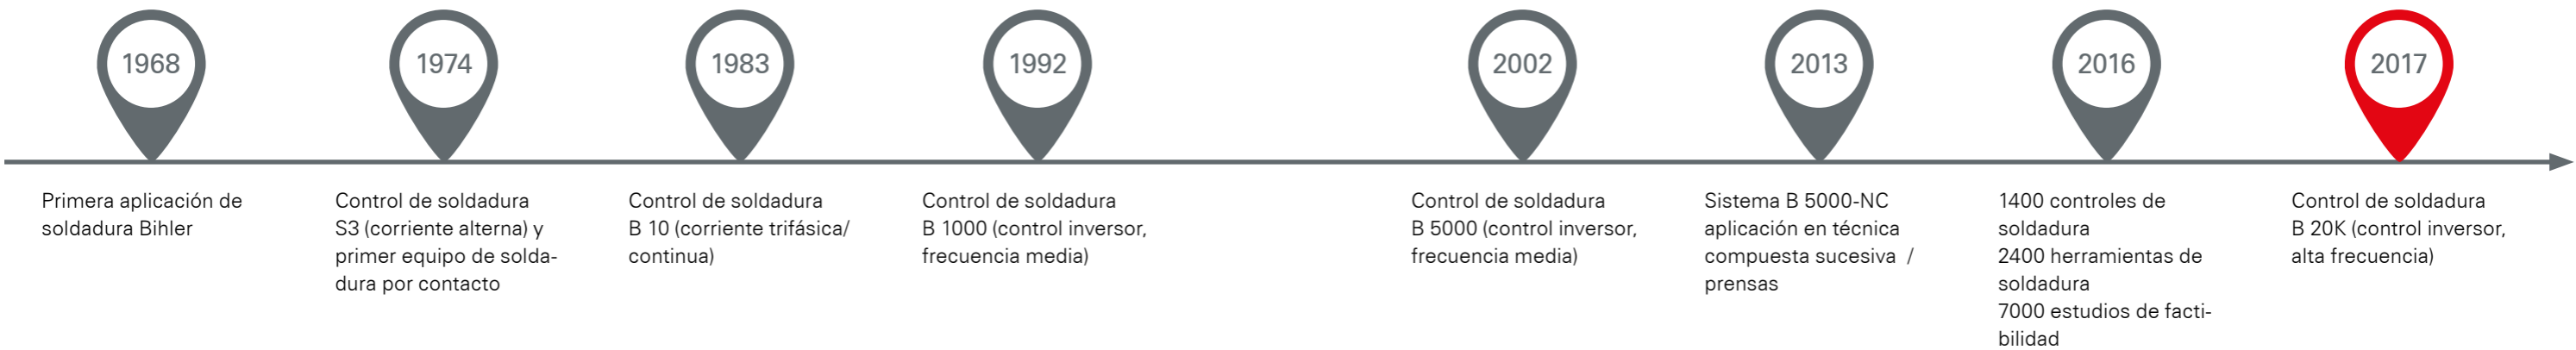 1968
1974
1983
1992
2002
2013
2016
2017
Primera aplicación de
soldadura Bihler
Control de soldadura
S3 (corriente alterna) y
primer equipo de solda-
dura por contacto
Control de soldadura
B 10 (corriente trifásica/
continua)
Control de soldadura
B 1000 (control inversor,
frecuencia media)
Control de soldadura
B 5000 (control inversor,
frecuencia media)
Sistema B 5000-NC
aplicación en técnica
compuesta sucesiva /
prensas
1400 controles de
soldadura
2400 herramientas de
soldadura
7000 estudios de facti-
bilidad
Control de soldadura
B 20K (control inversor,
alta frecuencia)